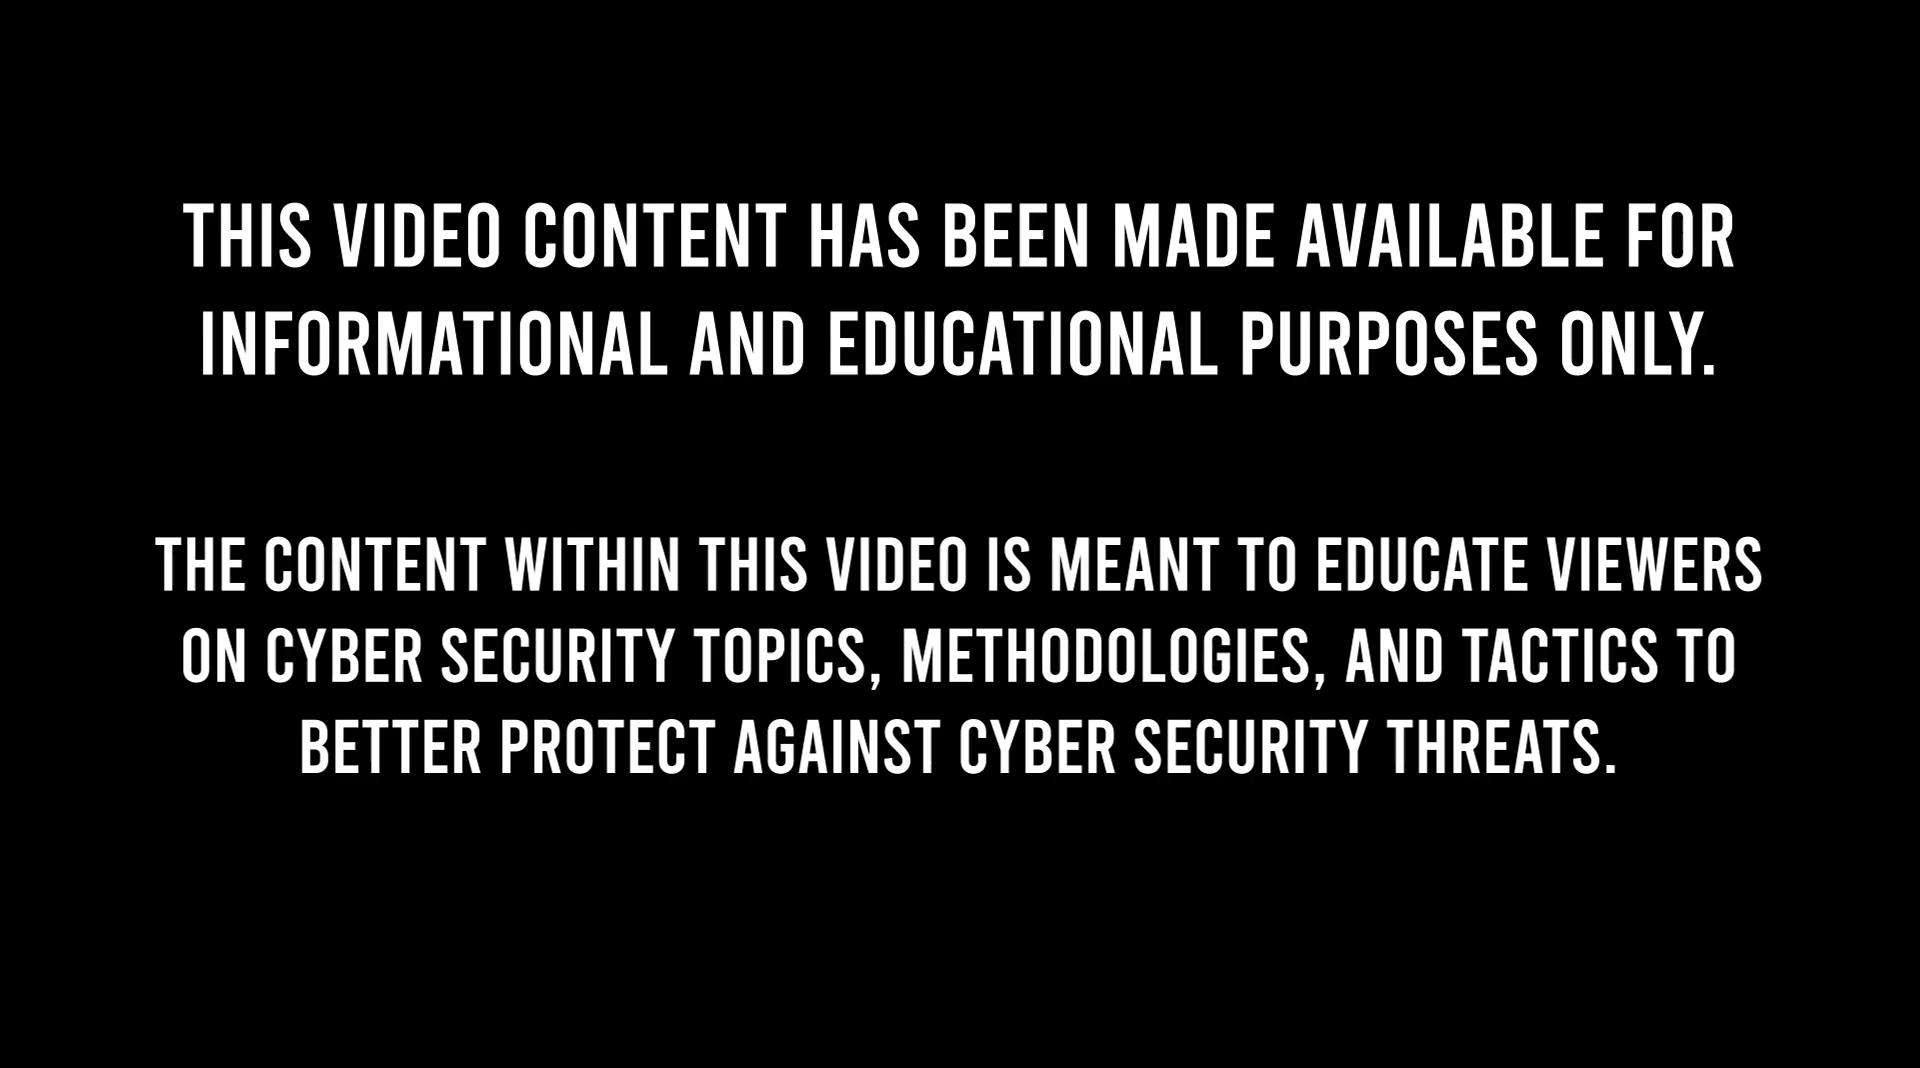 THIS VIDEO CONTENT HAS BEEN MADE AVAILABLE FOR
INFORMATIONAL AND EDUCATIONAL PURPOSES ONLY.
THE CONTENT WITHIN THIS VIDEO IS MEANT TO EDUCATE VIEWERS
ON CYBER SECURITY TOPICS, METHODOLOGIES, AND TACTICS TO
BETTER PROTECT AGAINST CYBER SECURITY THREATS.